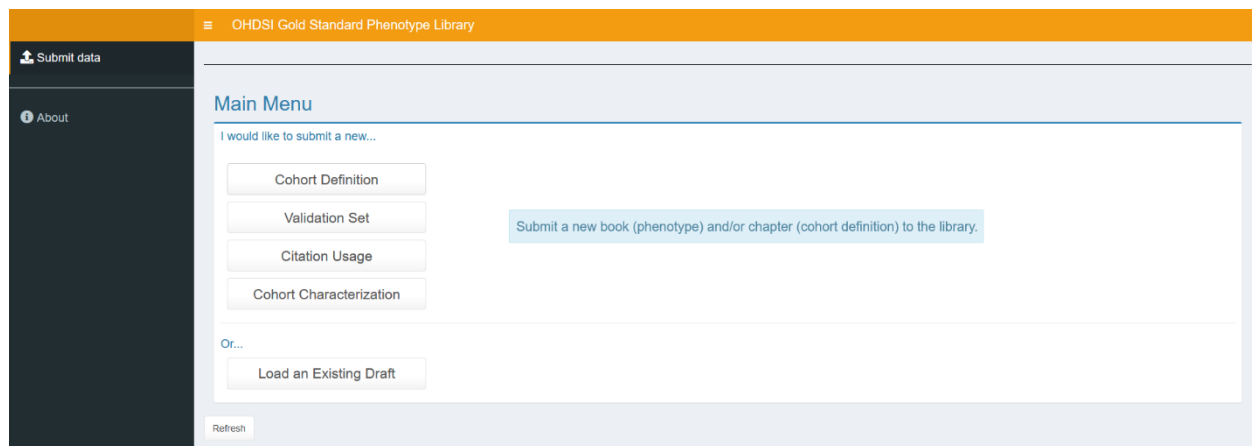 OHDSI Gold Standard Phenotype Library
Submit data
About
Main Menu
I would like to submit a new...
Cohort Definition
Validation Set
Citation Usage
Cohort Characterization
Submit a new book (phenotype) and/or chapter (cohort definition) to the library.
Or...
Load an Existing Draft
Refresh